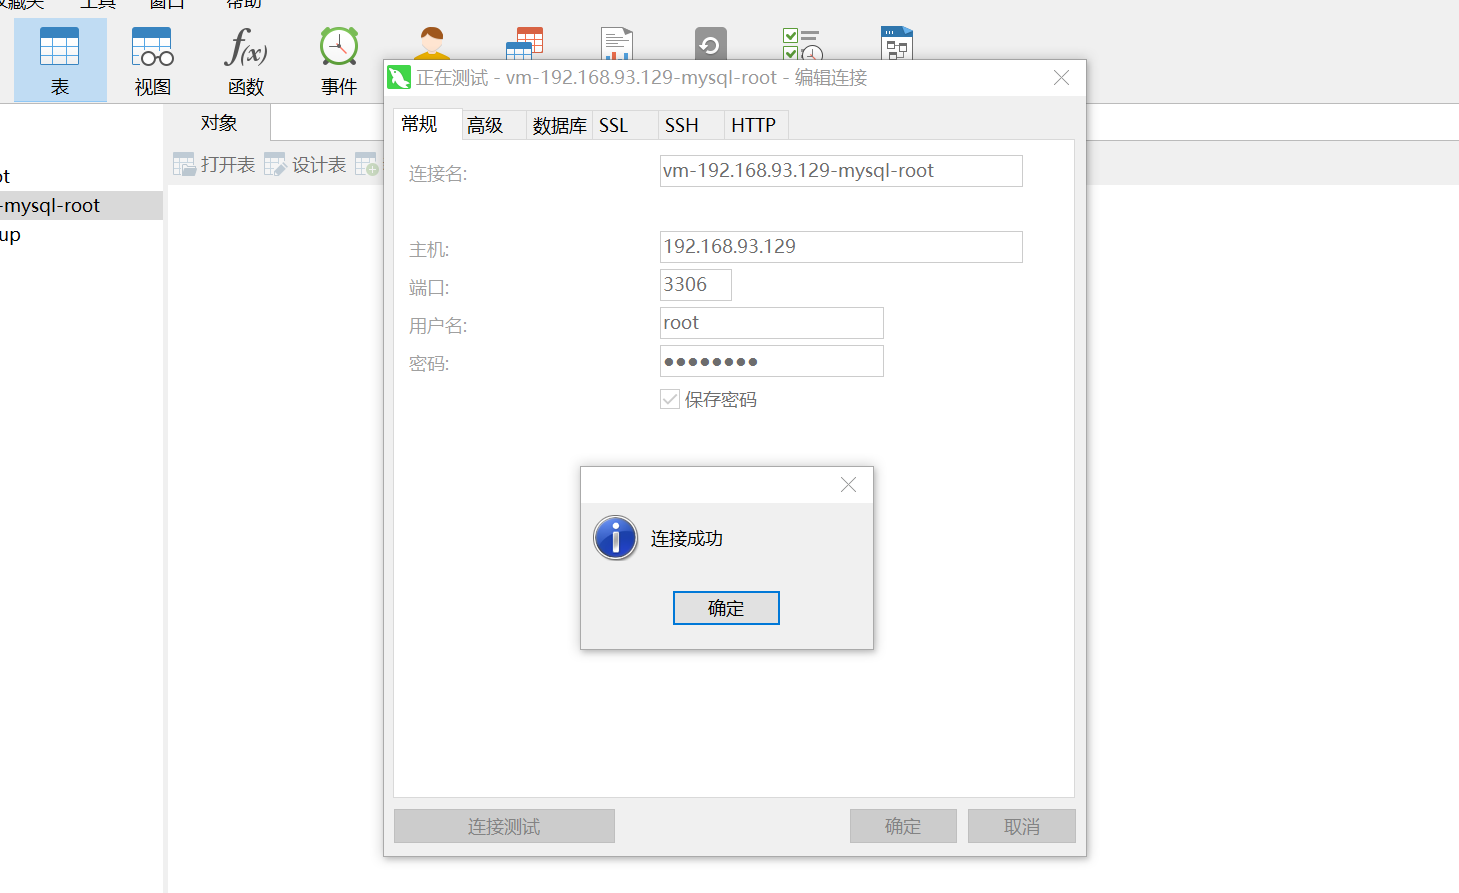 收藏夹 工具 窗口 帮助
表 视图 函数 事件
正在测试 - vm-192.168.93.129-mysql-root - 编辑连接
对象
打开表 设计表
ot
-mysql-root
up
常规 高级 数据库 SSL SSH HTTP
连接名: vm-192.168.93.129-mysql-root
主机: 192.168.93.129
端口: 3306
用户名: root
密码: ●●●●●●●●
保存密码
连接成功
确定
连接测试 确定 取消